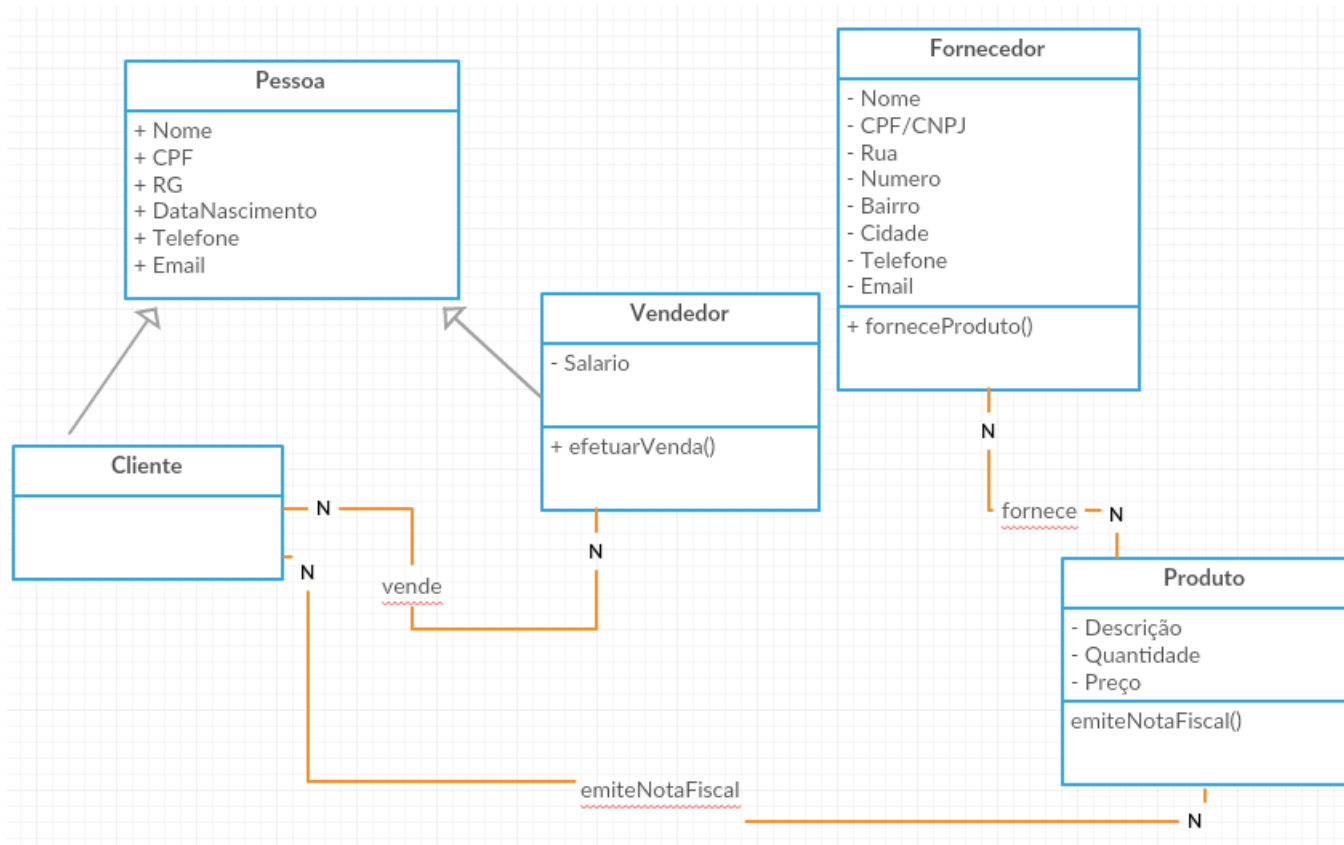 Pessoa
+ Nome
+ CPF
+ RG
+ DataNascimento
+ Telefone
+ Email
Fornecedor
- Nome
- CPF/CNPJ
- Rua
- Numero
- Bairro
- Cidade
- Telefone
- Email
+ forneceProduto()
Vendedor
- Salario
+ efetuarVenda()
Cliente
N
N
vende
N
N
fornece
N
Produto
- Descrição
- Quantidade
- Preço
emiteNotaFiscal()
emiteNotaFiscal
N